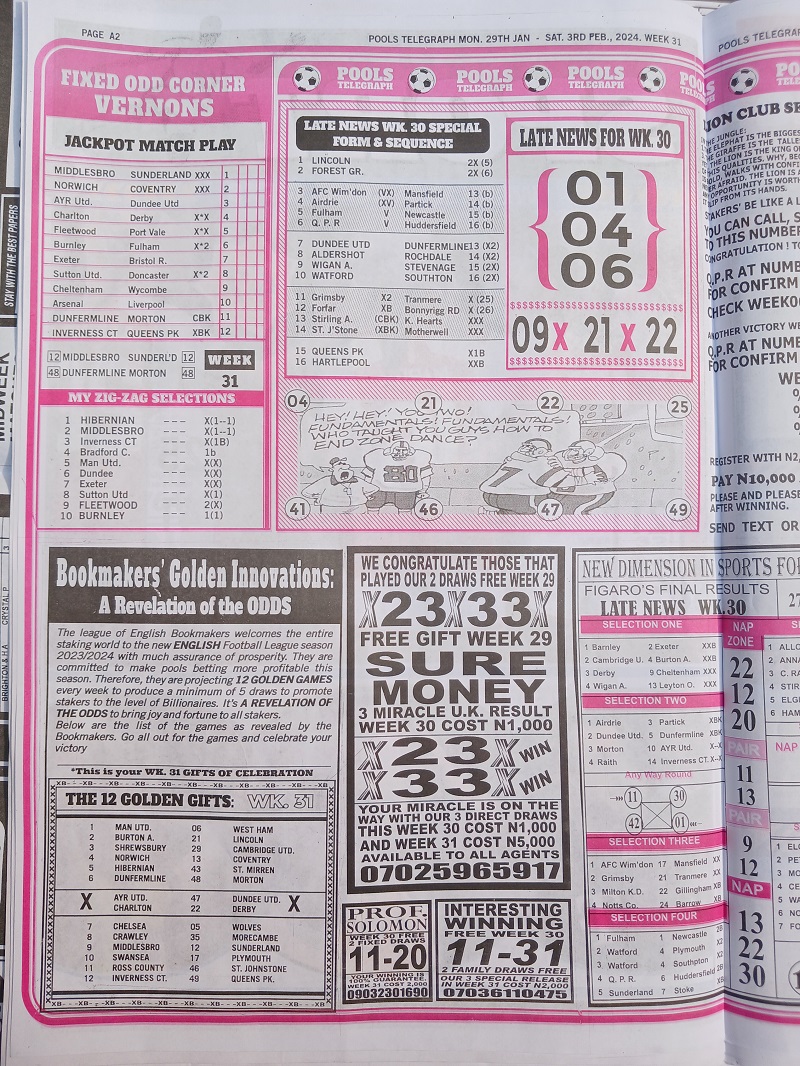 PAGE A2
POOLS TELEGRAPH MON. 29TH JAN - SAT. 3RD FEB., 2024. WEEK 31
FIXED ODD CORNER
VERNONS
JACKPOT MATCH PLAY
MIDDLESBRO SUNDERLAND XXX 1
NORWICH COVENTRY XXX 2
AYR Utd. Dundee Utd 3
Charlton Derby X*X 4
Fleetwood Port Vale X*X 5
Burnley Fulham X*2 6
Exeter Bristol R. 7
Sutton Utd. Doncaster X*2 8
Cheltenham Wycombe 9
Arsenal Liverpool 10
DUNFERMLINE MORTON CBK 11
INVERNESS CT QUEENS PK XBK 12
12 MIDDLESBRO SUNDERL'D 12
48 DUNFERMLINE MORTON 48
WEEK
31
MY ZIG-ZAG SELECTIONS
1 HIBERNIAN --- X(1--1)
2 MIDDLESBRO --- X(1--1)
3 Inverness CT --- X(1B)
4 Bradford C. --- 1b
5 Man Utd. --- X(X)
6 Dundee --- X(X)
7 Exeter --- X(X)
8 Sutton Utd --- X(1)
9 FLEETWOOD --- 2(X)
10 BURNLEY --- 1(1)
POOLS TELEGRAPH
POOLS TELEGRAPH
POOLS TELEGRAPH
LATE NEWS WK. 30 SPECIAL
FORM & SEQUENCE
1 LINCOLN 2X (5)
2 FOREST GR. 2X (6)
3 AFC Wim'don (VX) Mansfield 13 (b)
4 Airdrie (XV) Partick 14 (b)
5 Fulham V Newcastle 15 (b)
6 Q. P. R V Huddersfield 16 (b)
7 DUNDEE UTD DUNFERMLINE 13 (X2)
8 ALDERSHOT ROCHDALE 14 (X2)
9 WIGAN A. STEVENAGE 15 (2X)
10 WATFORD SOUTHTON 16 (2X)
11 Grimsby X2 Tranmere X (25)
12 Forfar XB Bonnyrigg RD X (26)
13 Stirling A. (CBK) K. Hearts XXX
14 ST. J'Stone (XBK) Motherwell XXX
15 QUEENS PK X1B
16 HARTLEPOOL XXB
LATE NEWS FOR WK. 30
01
04
06
09 X 21 X 22
04 21 22 25
HEY! HEY! YOU TWO!
FUNDAMENTALS! FUNDAMENTALS!
WHO TAUGHT YOU GUYS HOW TO
END ZONE DANCE?
80
7
41 46 47 49
Bookmakers' Golden Innovations:
A Revelation of the ODDS
The league of English Bookmakers welcomes the entire
staking world to the new ENGLISH Football League season
2023/2024 with much assurance of prosperity. They are
committed to make pools betting more profitable this
season. Therefore, they are projecting 12 GOLDEN GAMES
every week to produce a minimum of 5 draws to promote
stakers to the level of Billionaires. It's A REVELATION OF
THE ODDS to bring joy and fortune to all stakers.
Below are the list of the games as revealed by the
Bookmakers. Go all out for the games and celebrate your
victory
*This is your WK. 31 GIFTS OF CELEBRATION
THE 12 GOLDEN GIFTS: WK. 31
1 MAN UTD. 06 WEST HAM
2 BURTON A. 21 LINCOLN
3 SHREWSBURY 29 CAMBRIDGE UTD.
4 NORWICH 13 COVENTRY
5 HIBERNIAN 43 ST. MIRREN
6 DUNFERMLINE 48 MORTON
X AYR UTD. 47 DUNDEE UTD. X
CHARLTON 22 DERBY
7 CHELSEA 05 WOLVES
8 CRAWLEY 35 MORECAMBE
9 MIDDLESBRO 12 SUNDERLAND
10 SWANSEA 17 PLYMOUTH
11 ROSS COUNTY 46 ST. JOHNSTONE
12 INVERNESS CT. 49 QUEENS PK.
WE CONGRATULATE THOSE THAT
PLAYED OUR 2 DRAWS FREE WEEK 29
X23X33X
FREE GIFT WEEK 29
SURE
MONEY
3 MIRACLE U.K. RESULT
WEEK 30 COST N1,000
X23X WIN
X33X WIN
YOUR MIRACLE IS ON THE
WAY WITH OUR 3 DIRECT DRAWS
THIS WEEK 30 COST N1,000
AND WEEK 31 COST N5,000
AVAILABLE TO ALL AGENTS
07025965917
PROF.
SOLOMON
WEEK 30 FREE
2 FIXED DRAWS
11-20
YOUR WINNING IS
100% GUARANTEE
WEEK 31 COST 2,000
09032301690
INTERESTING
WINNING
FREE WEEK 30
11-31
2 FAMILY DRAWS FREE
OUR 3 SPECIAL RELEASE
IN WEEK 31 COST N2,000
07036110475
NEW DIMENSION IN SPORTS
FIGARO'S FINAL RESULTS
LATE NEWS WK.30
SELECTION ONE
1 Barnley 2 Exeter XXB
2 Cambridge U. 4 Burton A. XXB
3 Derby 9 Cheltenham XXX
4 Wigan A. 13 Leyton O. XXX
SELECTION TWO
1 Airdrie 3 Partick XBK
2 Dundee Utd. 5 Dunfermline XBK
3 Morton 10 AYR Utd. X--X
4 Raith 14 Inverness CT. X--X
Any Way Round
11 30
42 01
SELECTION THREE
1 AFC Wim'don 17 Mansfield XX
2 Grimsby 21 Tranmere XX
3 Milton K.D. 22 Gillingham XB
4 Notts Co. 24 Barrow XB
SELECTION FOUR
1 Fulham 1 Newcastle 2B
2 Watford 4 Plymouth X2
3 Watford 4 Southpton X2
4 Q. P. R. 6 Huddersfield 2B
5 Sunderland 7 Stoke
NAP
ZONE
22
12
20
PAIR
11
13
PAIR
9
12
NAP
13
22
30
POOLS TELEGRAPH
THE JUNGLE:
Q.P.R AT NUMBER
FOR CONFIRM
CHECK WEEK
ANOTHER VICTORY
Q.P.R AT NUMBER
FOR CONFIRM
REGISTER WITH N2,
PAY N10,000
PLEASE AND PLEASE
AFTER WINNING.
SEND TEXT OR
STAY WITH THE BEST PAPERS
MIDWEEK
CRYSTAL P
BRIGHTON & H A